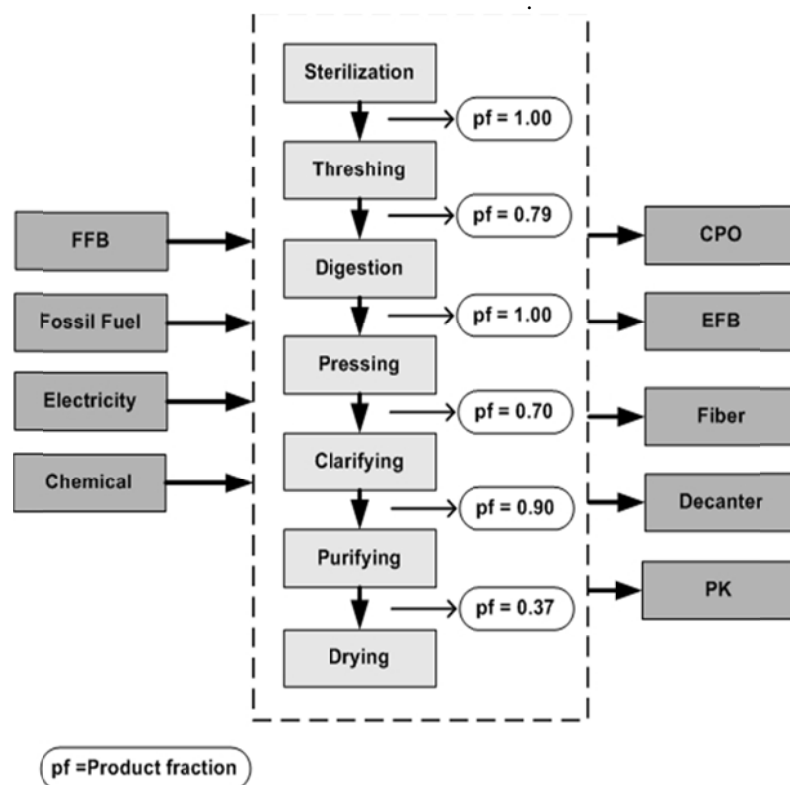 Sterilization
pf = 1.00
Threshing
pf = 0.79
FFB
CPO
Digestion
Fossil Fuel
pf = 1.00
EFB
Pressing
Electricity
pf = 0.70
Fiber
Clarifying
Chemical
pf = 0.90
Decanter
Purifying
PK
pf = 0.37
Drying
pf =Product fraction